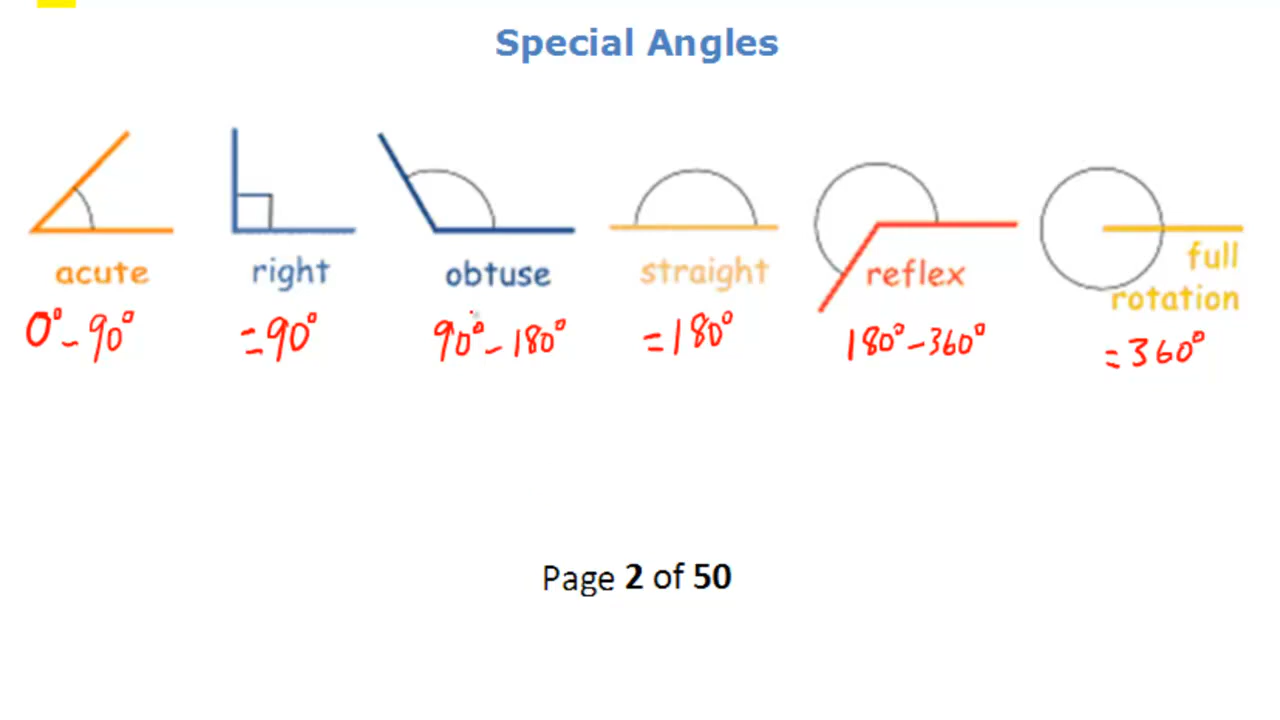 Special Angles
acute right obtuse straight reflex full
rotation
0° - 90° = 90° 90° - 180° = 180° 180° - 360° = 360°
Page 2 of 50